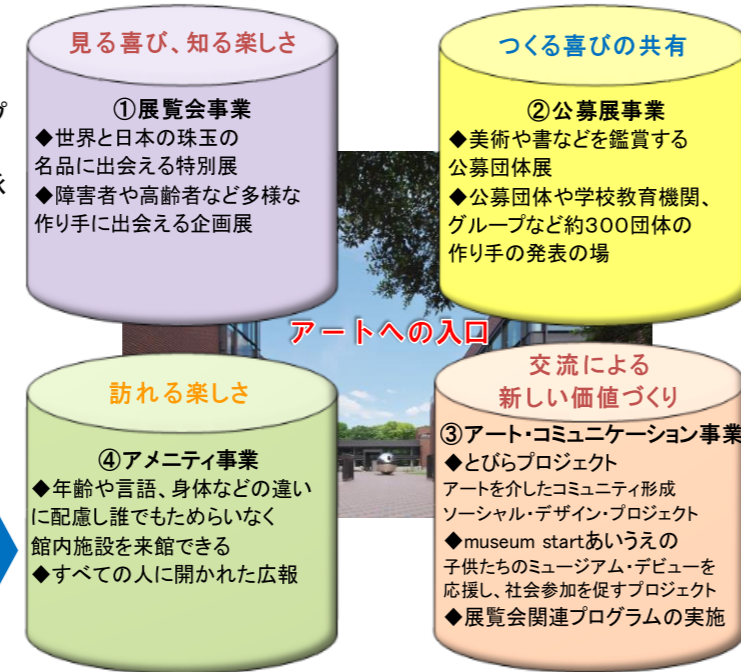 見る喜び、知る楽しさ
①展覧会事業
◆世界と日本の珠玉の
名品に出会える特別展
◆障害者や高齢者など多様な
作り手に出会える企画展
つくる喜びの共有
②公募展事業
◆美術や書などを鑑賞する
公募団体展
◆公募団体や学校教育機関、
グループなど約300団体の
作り手の発表の場
プ
アートへの入口
訪れる楽しさ
④アメニティ事業
◆年齢や言語、身体などの違い
に配慮し誰でもためらいなく
館内施設を来館できる
◆すべての人に開かれた広報
交流による
新しい価値づくり
③アート・コミュニケーション事業
◆とびらプロジェクト
アートを介したコミュニティ形成
ソーシャル・デザイン・プロジェクト
◆museum startあいうえの
子供たちのミュージアム・デビューを
応援し、社会参加を促すプロジェクト
◆展覧会関連プログラムの実施